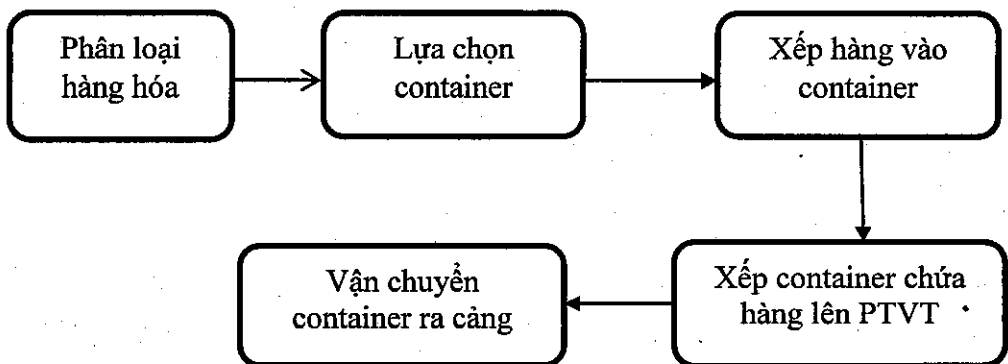 Phân loại
hàng hóa
Lựa chọn
container
Xếp hàng vào
container
Xếp container chứa
hàng lên PTVT
Vận chuyển
container ra cảng